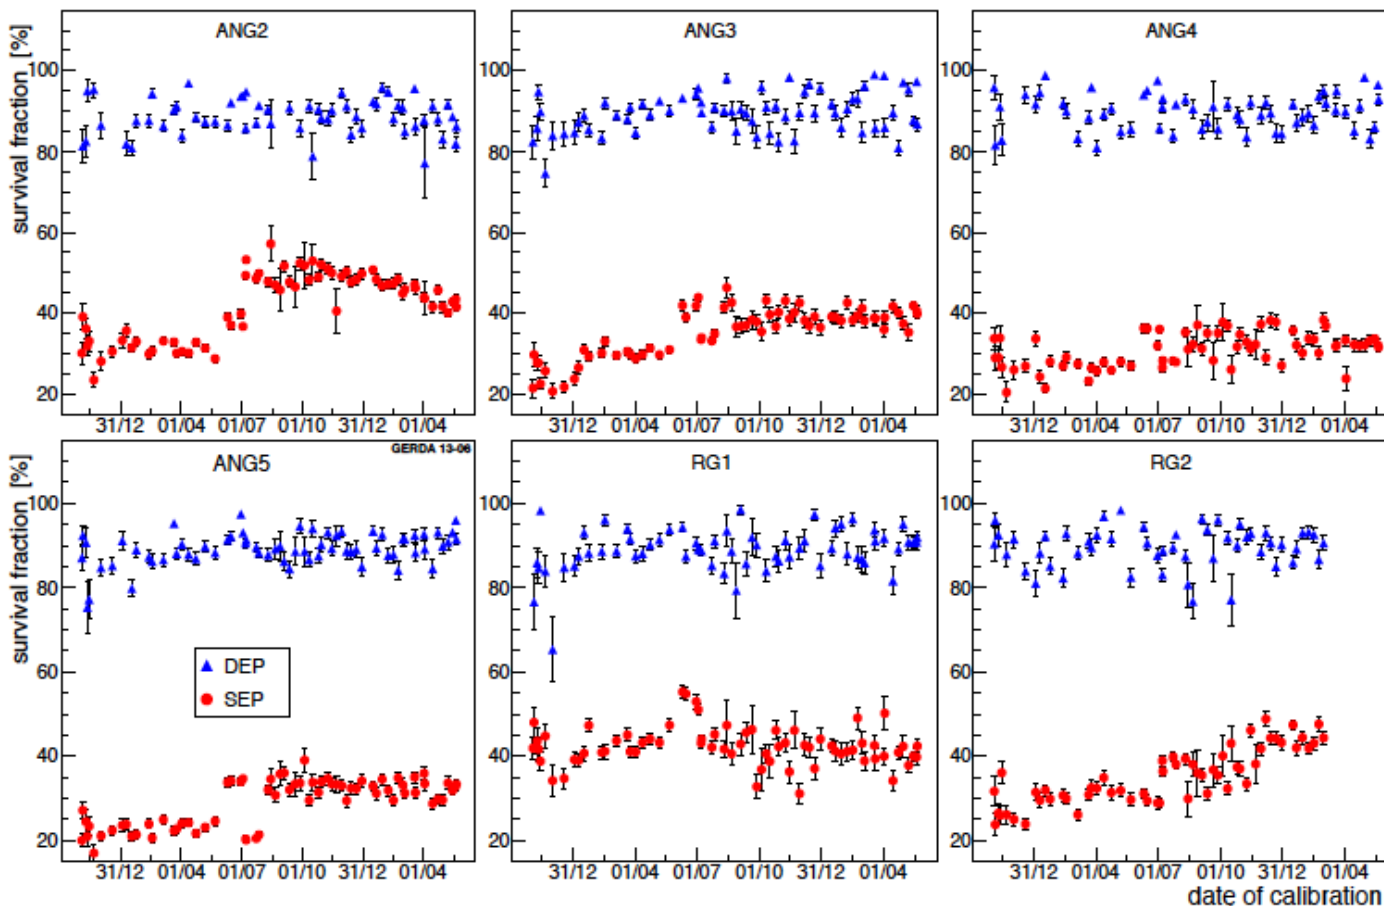 ANG2 ANG3 ANG4
survival fraction [%]
100 100 100
80 80 80
60 60 60
40 40 40
20 20 20
31/12 01/04 01/07 01/10 31/12 01/04 31/12 01/04 01/07 01/10 31/12 01/04 31/12 01/04 01/07 01/10 31/12 01/04
GERDA 13-06
ANG5 RG1 RG2
survival fraction [%]
100 100 100
80 80 80
60 60 60
DEP
SEP
40 40 40
20 20 20
31/12 01/04 01/07 01/10 31/12 01/04 31/12 01/04 01/07 01/10 31/12 01/04 31/12 01/04 01/07 01/10 31/12 01/04
date of calibration